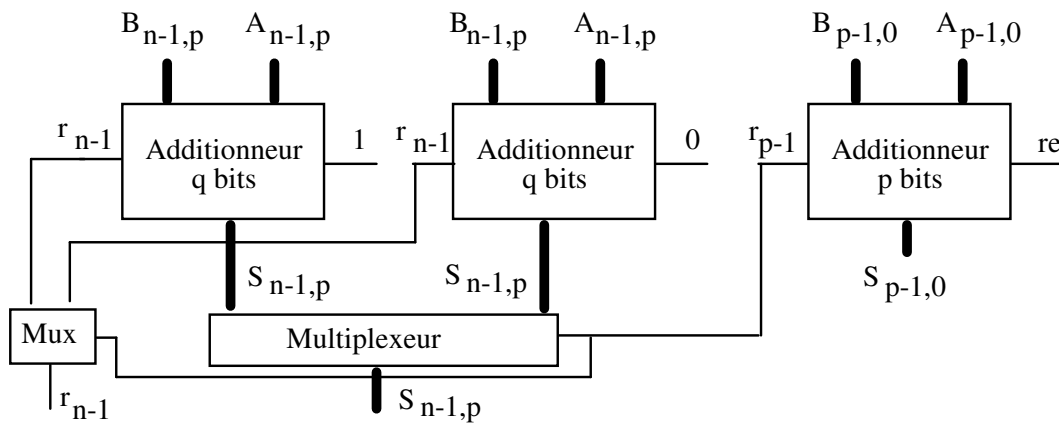 B n-1,p A n-1,p B n-1,p A n-1,p B p-1,0 A p-1,0
r n-1 Additionneur q bits 1 r n-1 Additionneur q bits 0 r p-1 Additionneur p bits re
S n-1,p S n-1,p S p-1,0
Mux Multiplexeur
r n-1 S n-1,p